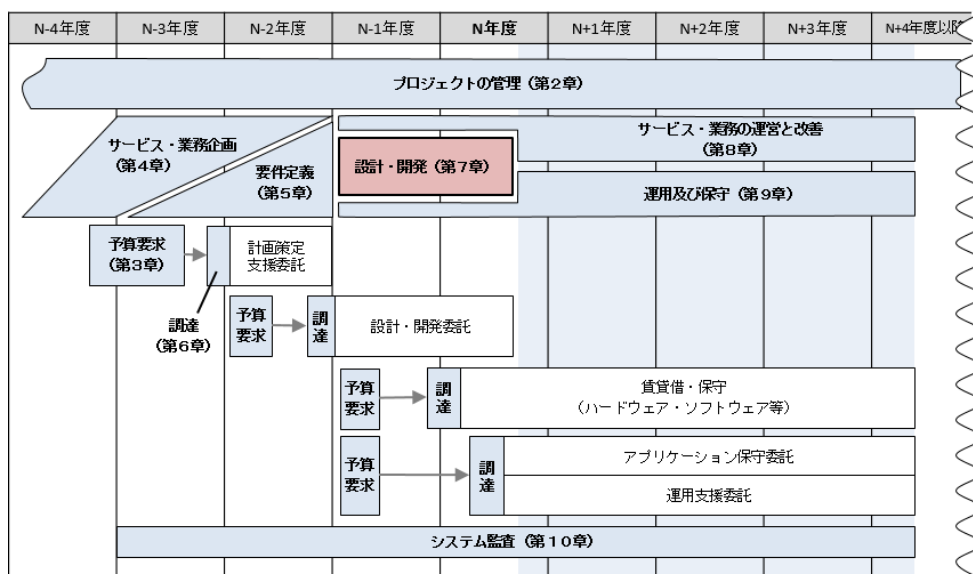 N-4年度
N-3年度
N-2年度
N-1年度
N年度
N+1年度
N+2年度
N+3年度
N+4年度以降
プロジェクトの管理（第２章）
サービス・業務企画
（第4章）
要件定義
（第5章）
設計・開発（第７章）
サービス・業務の運営と改善
（第8章）
運用及び保守（第９章）
予算要求
（第3章）
計画策定
支援委託
調達
（第６章）
予算
要求
調
達
設計・開発委託
予算
要求
調
達
賃貸借・保守
（ハードウェア・ソフトウェア等）
予算
要求
調
達
アプリケーション保守委託
運用支援委託
システム監査（第１０章）